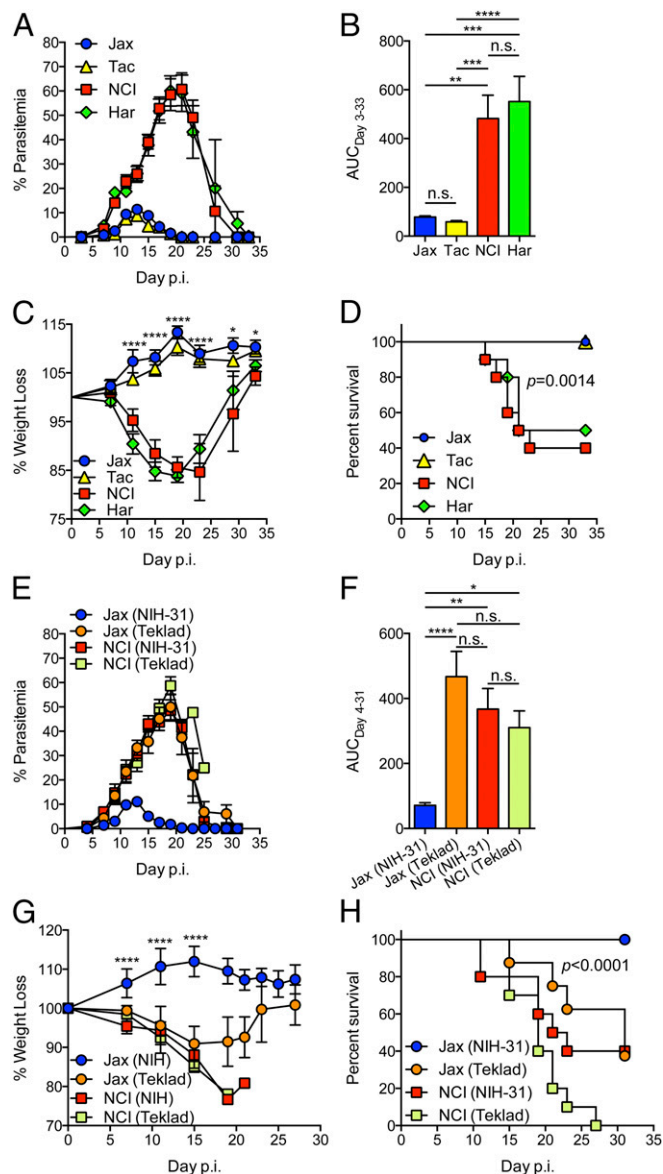 A
Jax
Tac
NCI
Har
% Parasitemia
80
70
60
50
40
30
20
10
0
0 5 10 15 20 25 30 35
Day p.i.
B
****
***
n.s.
***
**
n.s.
AUC Day 3-33
800
600
400
200
0
Jax Tac NCI Har
C
% Weight Loss
115
105
95
85
75
****
**** ****
****
* *
Jax
Tac
NCI
Har
0 5 10 15 20 25 30 35
Day p.i.
D
Percent survival
100
80
60
40
20
0
p=0.0014
Jax
Tac
NCI
Har
0 5 10 15 20 25 30 35
Day p.i.
E
Jax (NIH-31)
Jax (Teklad)
NCI (NIH-31)
NCI (Teklad)
% Parasitemia
80
70
60
50
40
30
20
10
0
0 5 10 15 20 25 30 35
Day p.i.
F
*
**
n.s.
**** n.s.
n.s.
AUC Day 4-31
600
400
200
0
Jax (NIH-31)
Jax (Teklad)
NCI (NIH-31)
NCI (Teklad)
G
% Weight Loss
120
110
100
90
80
70
**** **** ****
Jax (NIH)
Jax (Teklad)
NCI (NIH)
NCI (Teklad)
0 5 10 15 20 25 30
Day p.i.
H
Percent survival
100
80
60
40
20
0
p<0.0001
Jax (NIH-31)
Jax (Teklad)
NCI (NIH-31)
NCI (Teklad)
0 5 10 15 20 25 30 35
Day p.i.